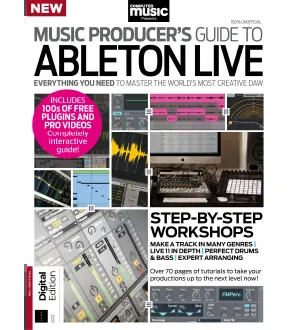 NEW
COMPUTER
music
Presents
100% UNOFFICIAL
MUSIC PRODUCER'S GUIDE TO
ABLETON LIVE
EVERYTHING YOU NEED TO MASTER THE WORLD'S MOST CREATIVE DAW
INCLUDES
100s OF FREE
PLUGINS AND
PRO VIDEOS
Completely
interactive
guide!
STEP-BY-STEP
WORKSHOPS
MAKE A TRACK IN MANY GENRES |
LIVE 11 IN DEPTH | PERFECT DRUMS
& BASS | EXPERT ARRANGING
Over 70 pages of tutorials to take your
productions up to the next level now!
Digital
Edition
FMPerc